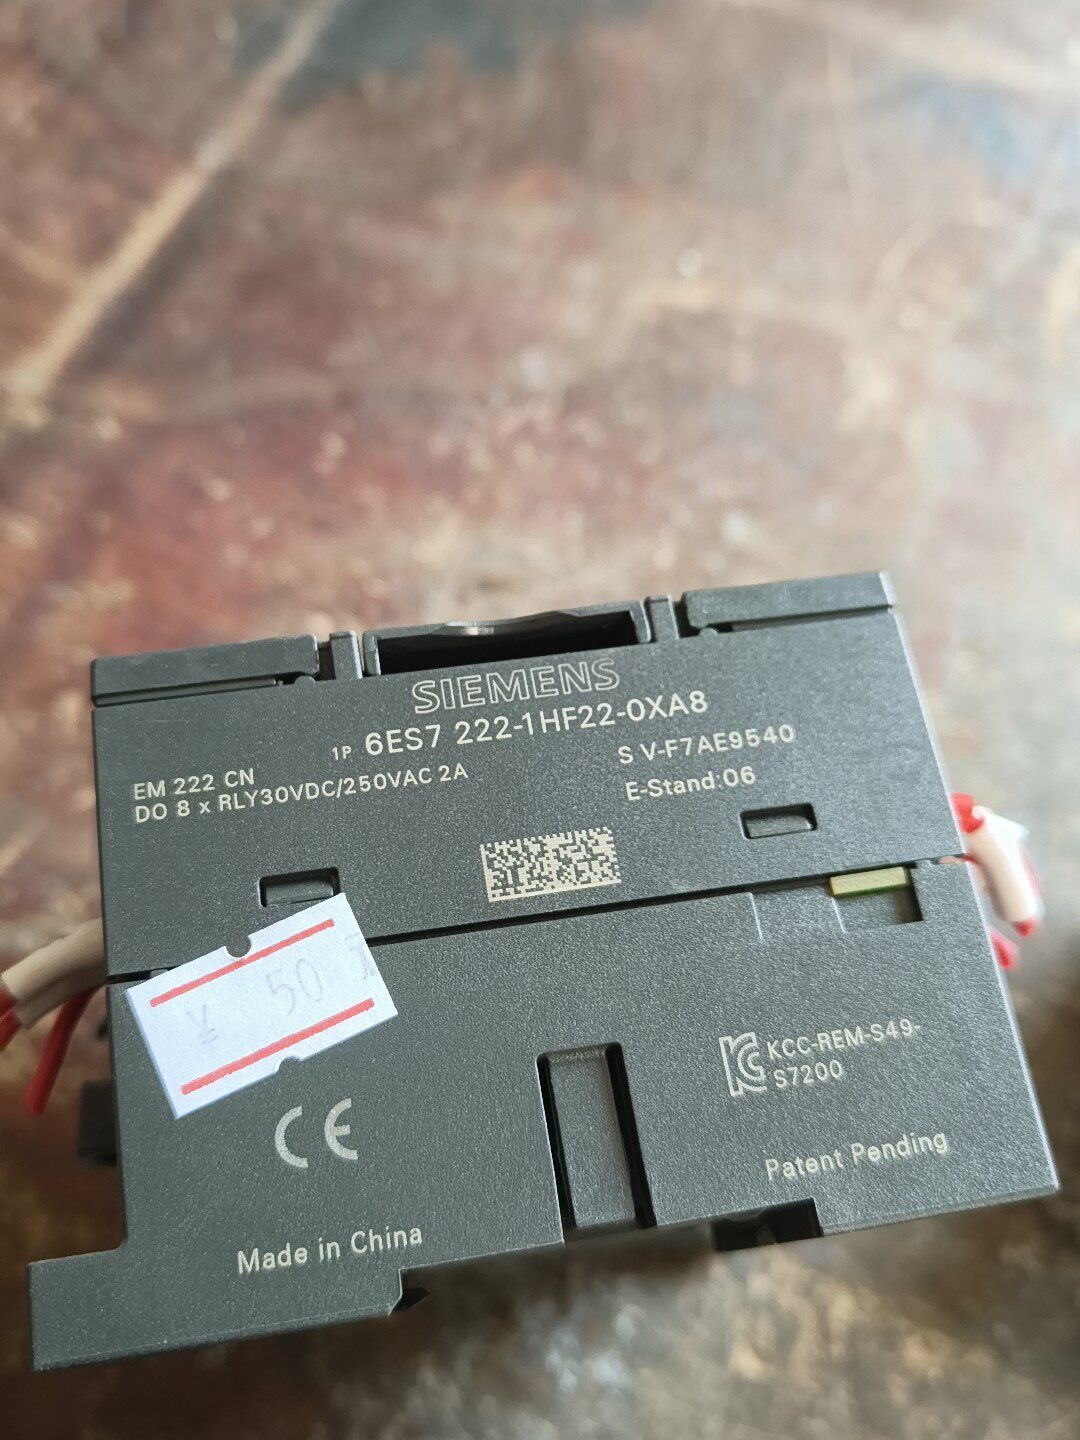 SIEMENS
1P 6ES7 222-1HF22-0XA8
EM 222 CN
DO 8 x RLY30VDC/250VAC 2A
S V-F7AE9540
E-Stand:06
¥ 50
CE
KCC-REM-S49-
S7200
Patent Pending
Made in China